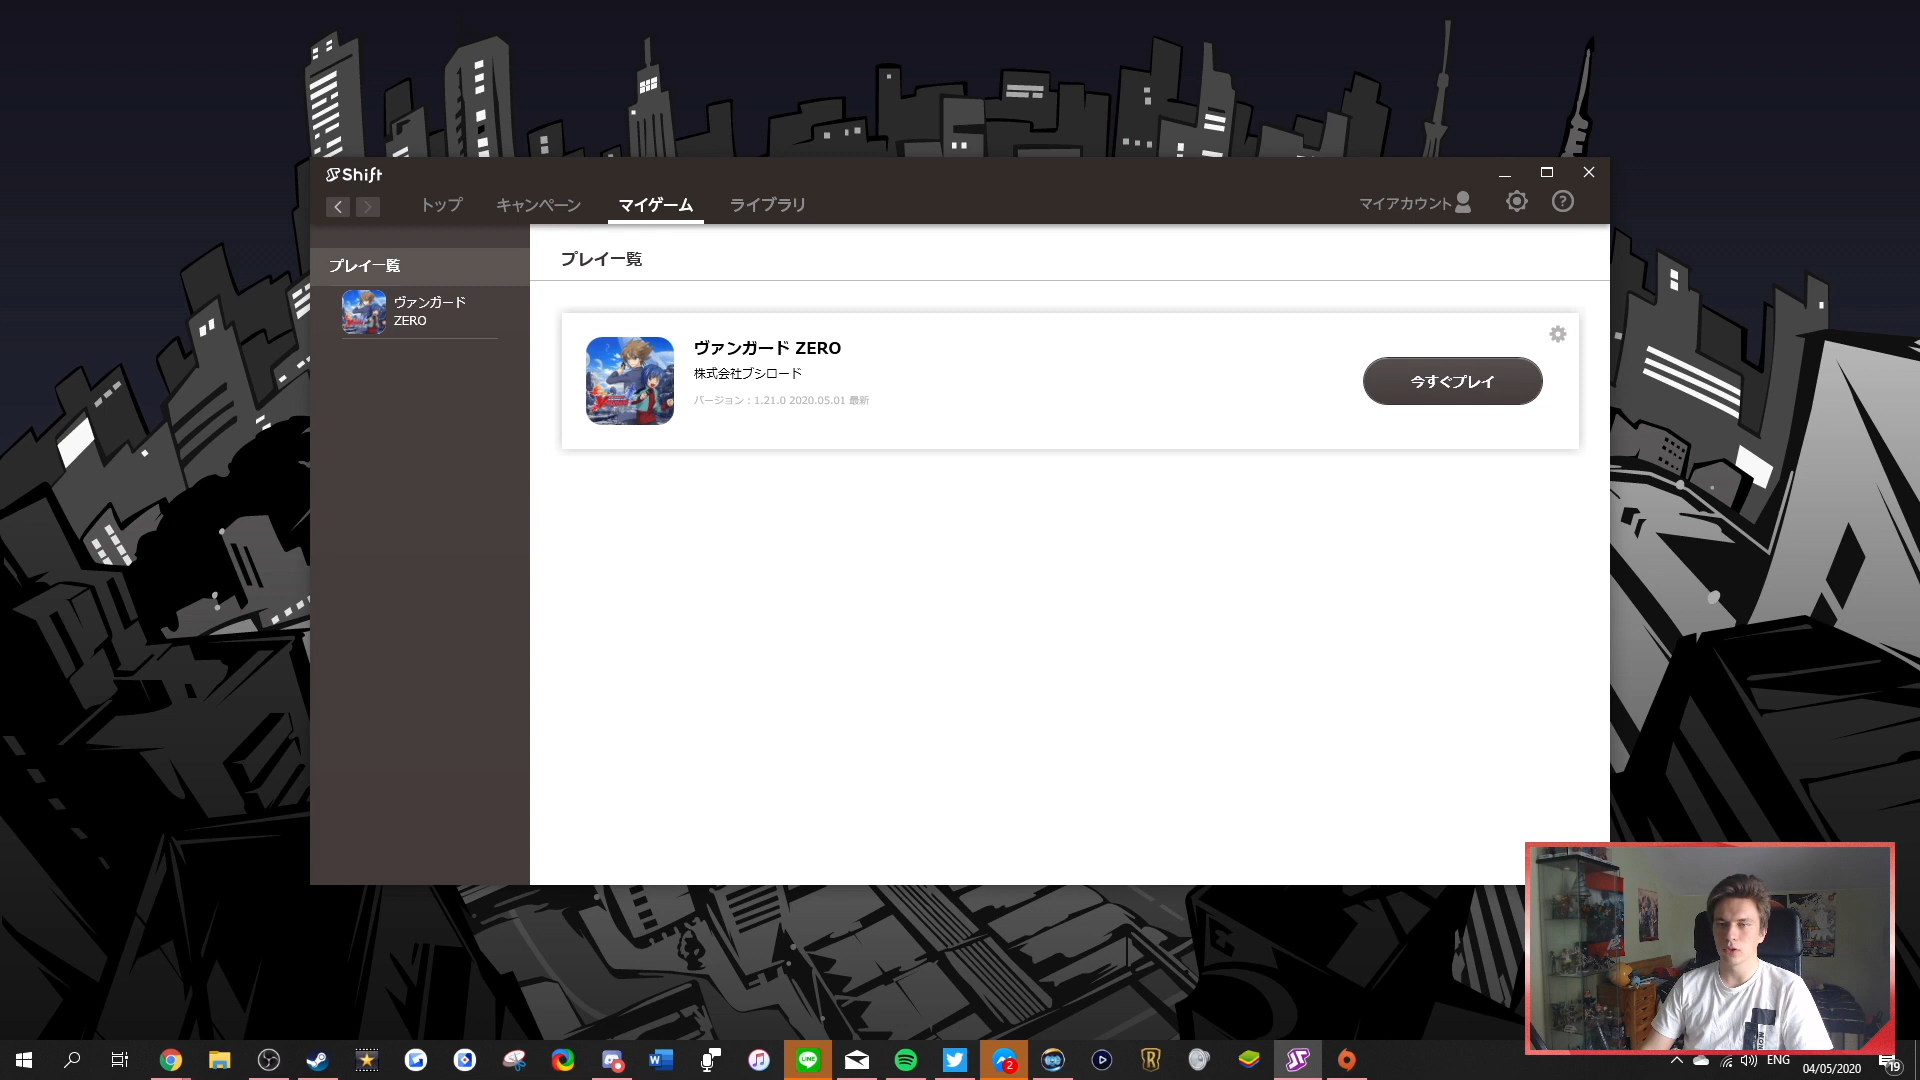 Shift
トップ
キャンペーン
マイゲーム
ライブラリ
マイアカウント
プレイ一覧
ヴァンガード
ZERO
プレイ一覧
ヴァンガード ZERO
株式会社ブシロード
バージョン : 1.21.0 2020.05.01 最新
今すぐプレイ
LINE
2
ENG
04/05/2020
19